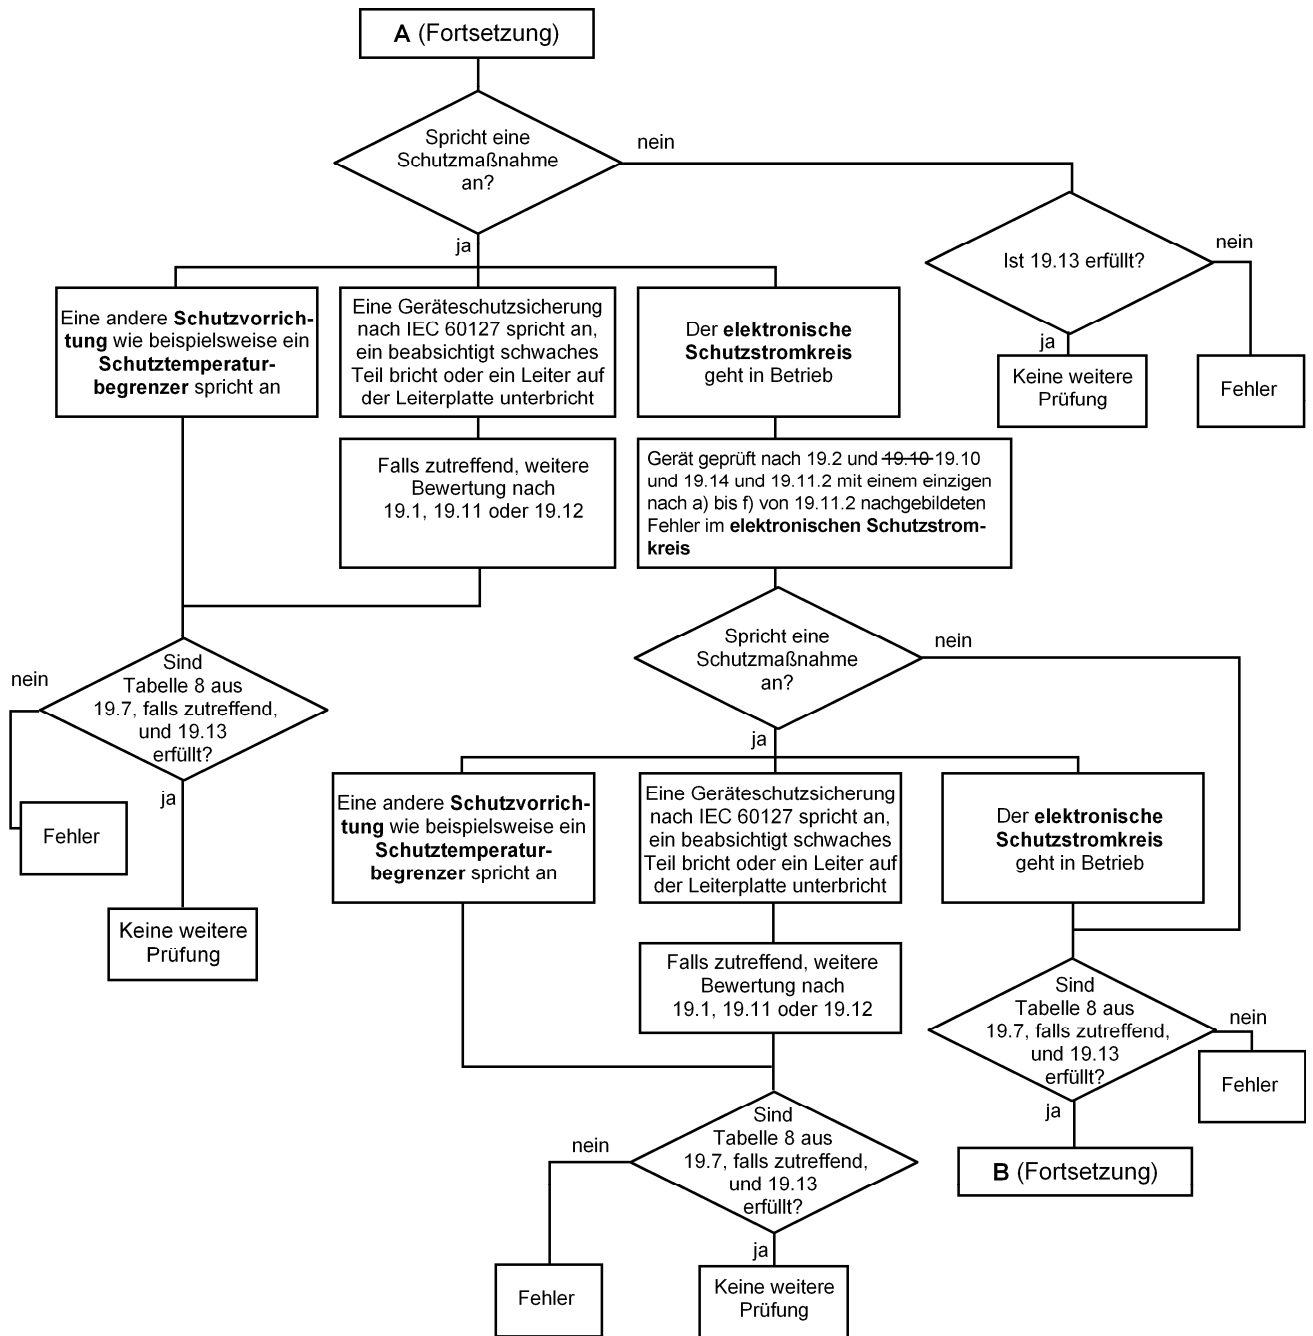 A (Fortsetzung)
Spricht eine
Schutzmaßnahme
an?
nein
ja
Ist 19.13 erfüllt?
nein
ja
Keine weitere
Prüfung
Fehler
Eine andere Schutzvorrich-
tung wie beispielsweise ein
Schutztemperatur-
begrenzer spricht an
Eine Geräteschutzsicherung
nach IEC 60127 spricht an,
ein beabsichtigt schwaches
Teil bricht oder ein Leiter auf
der Leiterplatte unterbricht
Der elektronische
Schutzstromkreis
geht in Betrieb
Falls zutreffend, weitere
Bewertung nach
19.1, 19.11 oder 19.12
Gerät geprüft nach 19.2 und 19.10 19.10
und 19.14 und 19.11.2 mit einem einzigen
nach a) bis f) von 19.11.2 nachgebildeten
Fehler im elektronischen Schutzstrom-
kreis
Sind
Tabelle 8 aus
19.7, falls zutreffend,
und 19.13
erfüllt?
nein
ja
Fehler
Keine weitere
Prüfung
Spricht eine
Schutzmaßnahme
an?
nein
ja
Eine andere Schutzvorrich-
tung wie beispielsweise ein
Schutztemperatur-
begrenzer spricht an
Eine Geräteschutzsicherung
nach IEC 60127 spricht an,
ein beabsichtigt schwaches
Teil bricht oder ein Leiter auf
der Leiterplatte unterbricht
Der elektronische
Schutzstromkreis
geht in Betrieb
Falls zutreffend, weitere
Bewertung nach
19.1, 19.11 oder 19.12
Sind
Tabelle 8 aus
19.7, falls zutreffend,
und 19.13
erfüllt?
nein
Fehler
ja
B (Fortsetzung)
Sind
Tabelle 8 aus
19.7, falls zutreffend,
und 19.13
erfüllt?
nein
ja
Fehler
Keine weitere
Prüfung